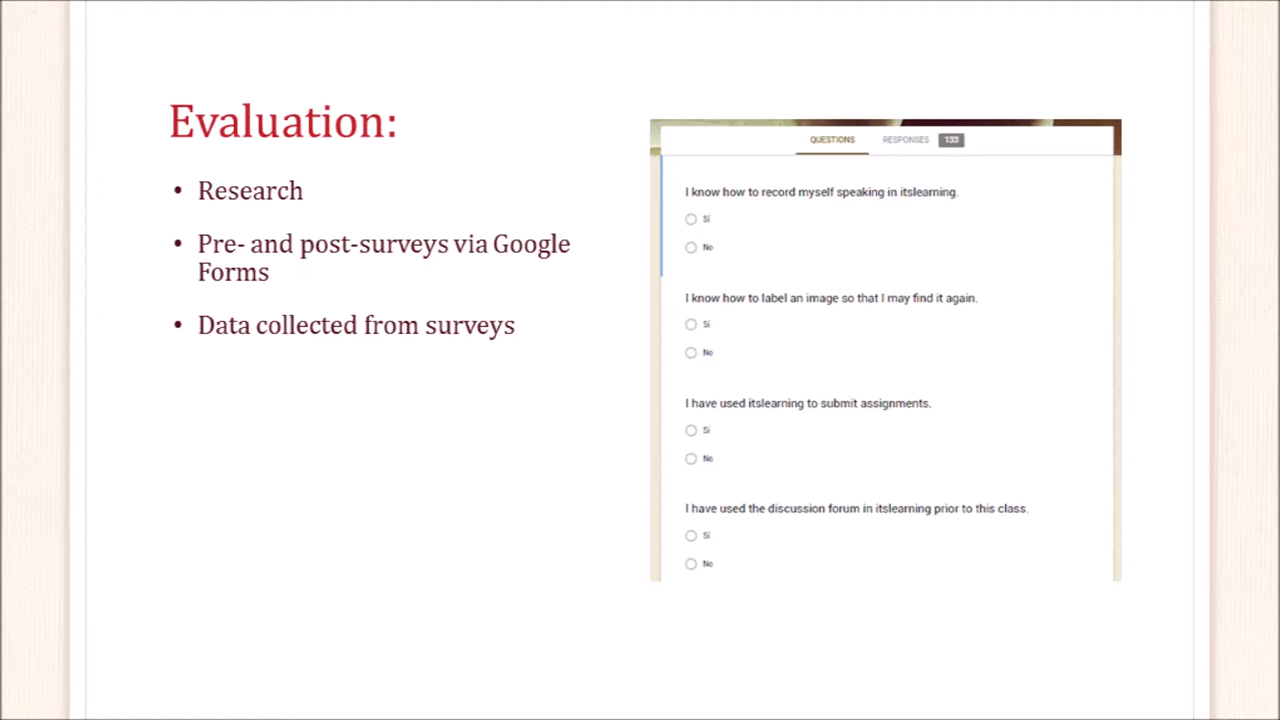 Evaluation:
• Research
• Pre- and post-surveys via Google
Forms
• Data collected from surveys
QUESTIONS RESPONSES 133
I know how to record myself speaking in itslearning.
Sí
No
I know how to label an image so that I may find it again.
Sí
No
I have used itslearning to submit assignments.
Sí
No
I have used the discussion forum in itslearning prior to this class.
Sí
No